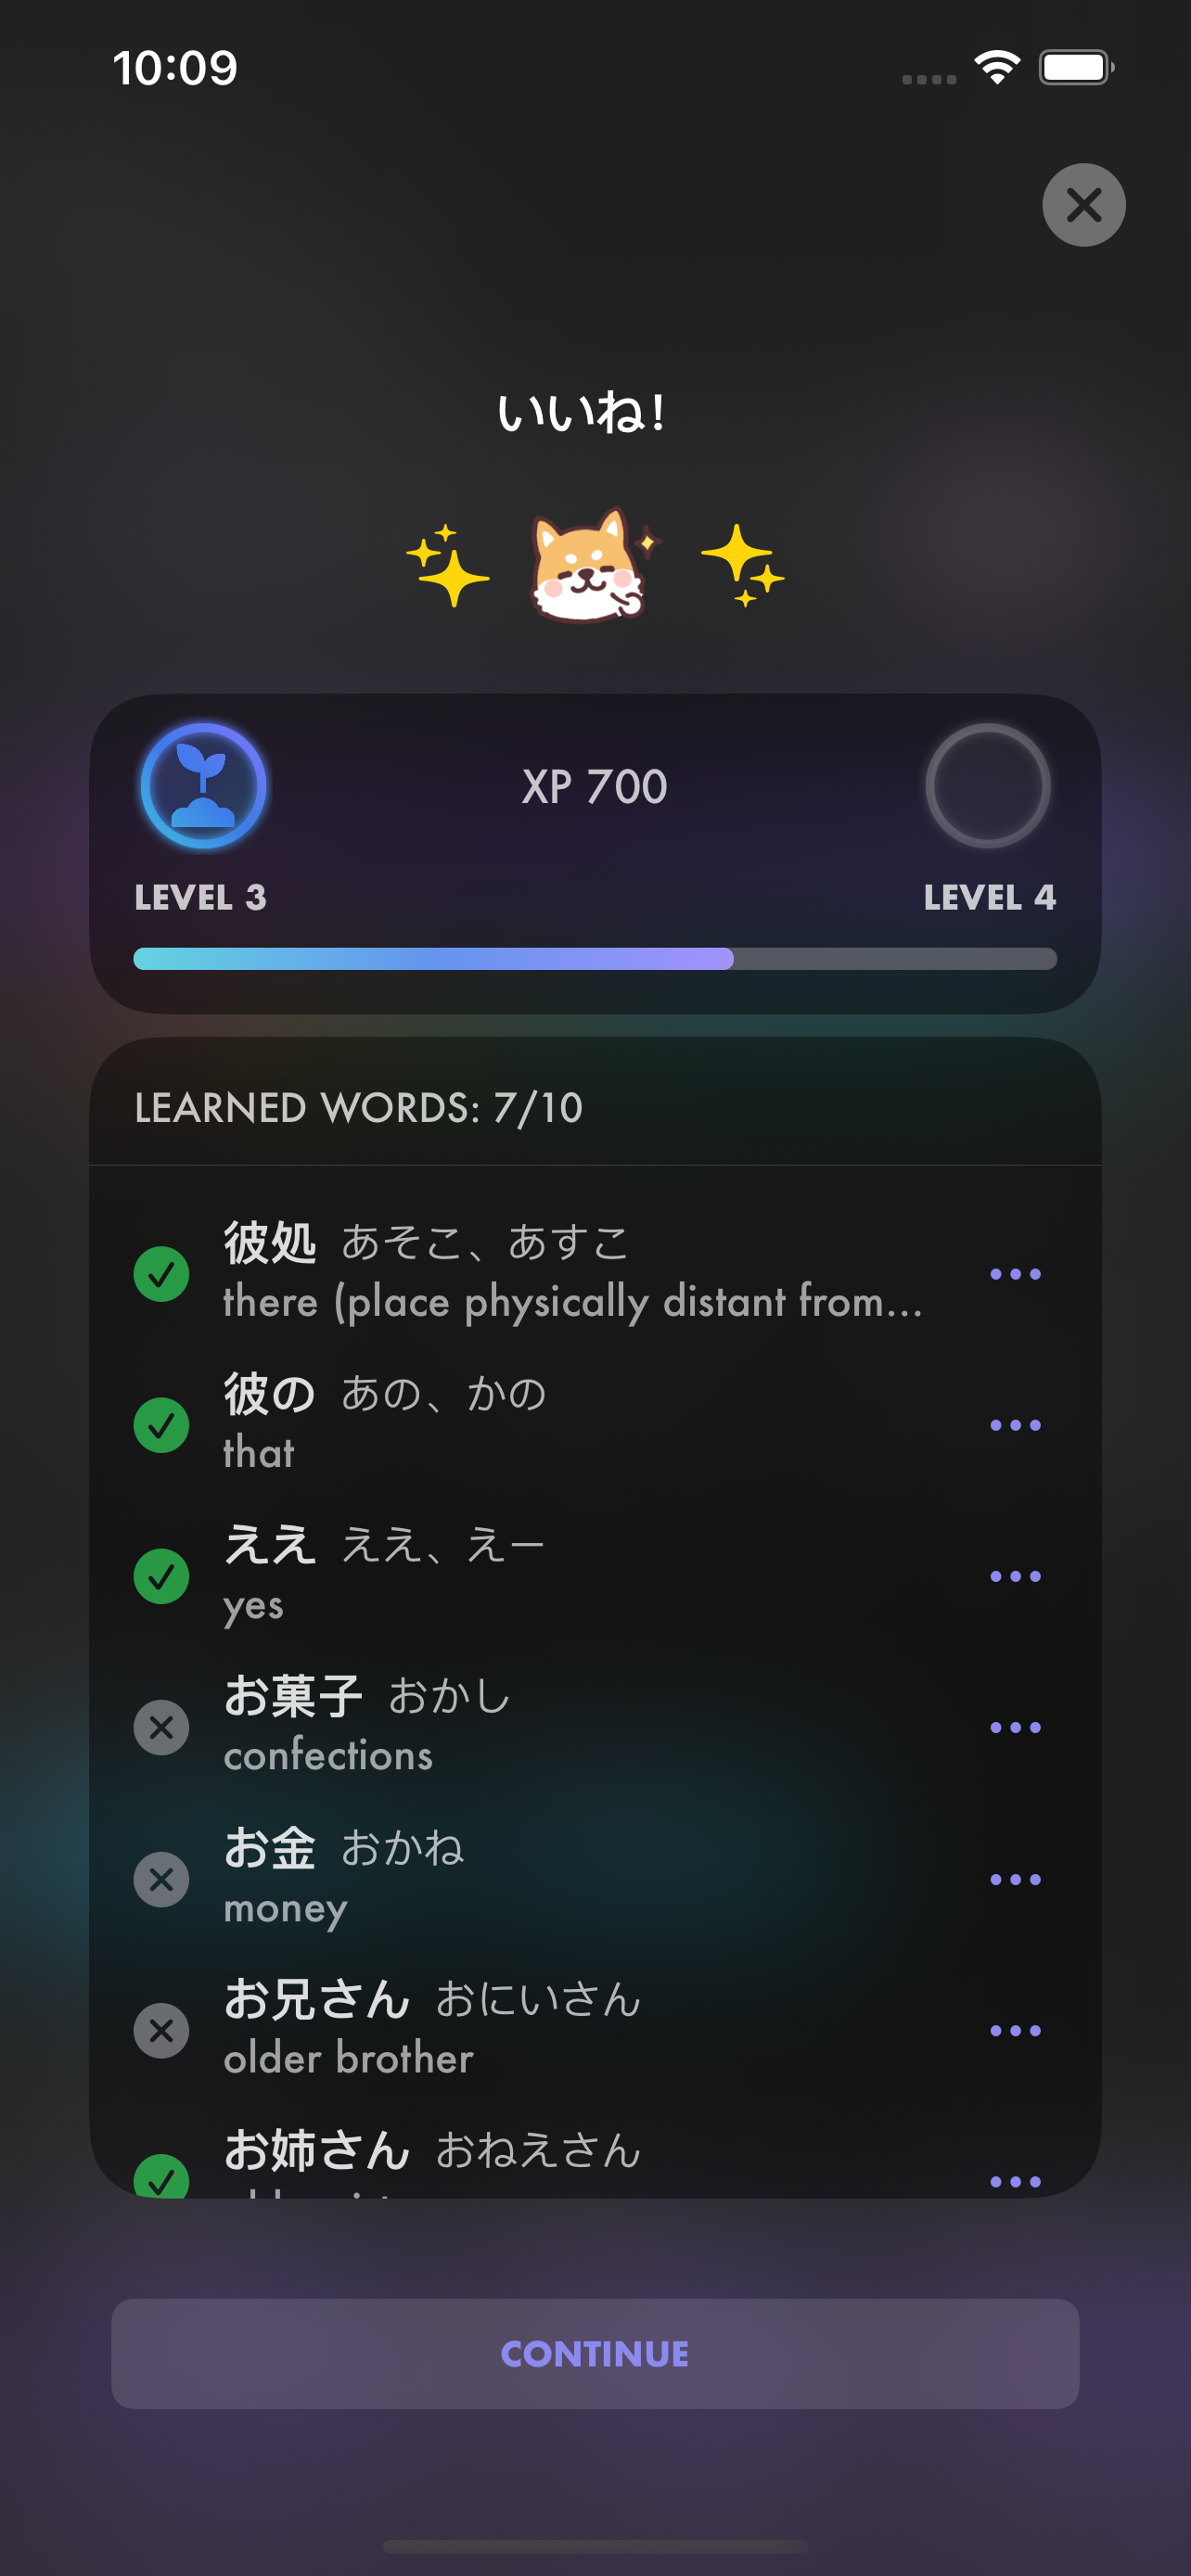 10:09
いいね!
XP 700
LEVEL 3
LEVEL 4
LEARNED WORDS: 7/10
彼処 あそこ、あすこ
there (place physically distant from...
彼の あの、かの
that
ええ ええ、えー
yes
お菓子 おかし
confections
お金 おかね
money
お兄さん おにいさん
older brother
お姉さん おねえさん
CONTINUE